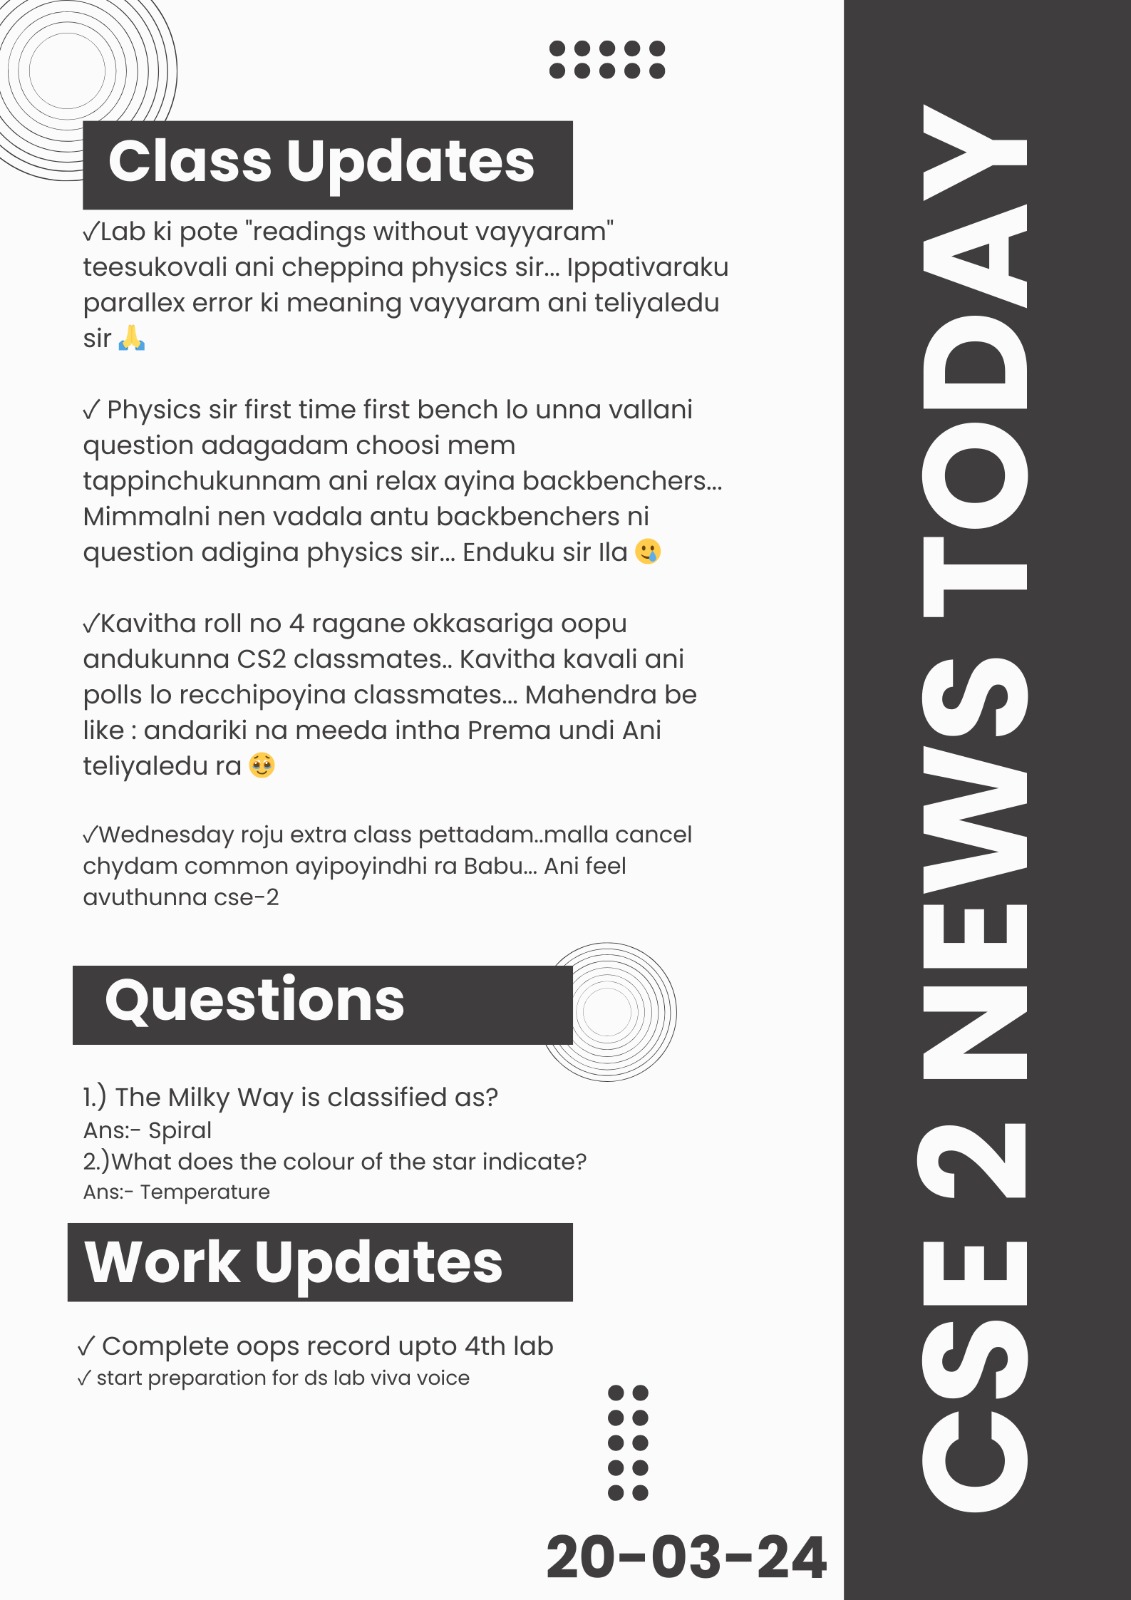 Class Updates
✓Lab ki pote "readings without vayyaram"
teesukovali ani cheppina physics sir... Ippativaraku
parallex error ki meaning vayyaram ani teliyaledu
sir 🙏
✓ Physics sir first time first bench lo unna vallani
question adagadam choosi mem
tappinchukunnam ani relax ayina backbenchers...
Mimmalni nen vadala antu backbenchers ni
question adigina physics sir... Enduku sir Ila 🥲
✓Kavitha roll no 4 ragane okkasariga oopu
andukunna CS2 classmates.. Kavitha kavali ani
polls lo recchipoyina classmates... Mahendra be
like : andariki na meeda intha Prema undi Ani
teliyaledu ra 🥹
✓Wednesday roju extra class pettadam..malla cancel
chydam common ayipoyindhi ra Babu... Ani feel
avuthunna cse-2
Questions
1.) The Milky Way is classified as?
Ans:- Spiral
2.)What does the colour of the star indicate?
Ans:- Temperature
Work Updates
✓ Complete oops record upto 4th lab
✓ start preparation for ds lab viva voice
20-03-24
CSE 2 NEWS TODAY